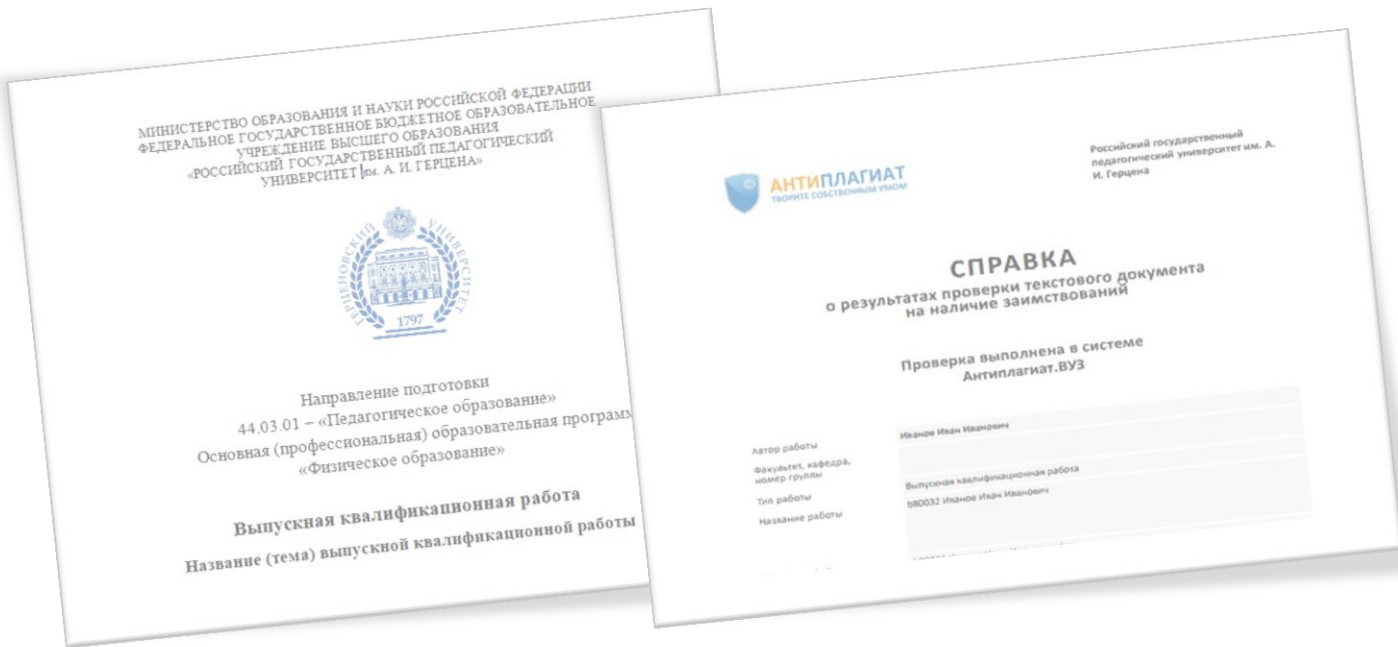 МИНИСТЕРСТВО ОБРАЗОВАНИЯ И НАУКИ РОССИЙСКОЙ ФЕДЕРАЦИИ
ФЕДЕРАЛЬНОЕ ГОСУДАРСТВЕННОЕ БЮДЖЕТНОЕ ОБРАЗОВАТЕЛЬНОЕ
УЧРЕЖДЕНИЕ ВЫСШЕГО ОБРАЗОВАНИЯ
«РОССИЙСКИЙ ГОСУДАРСТВЕННЫЙ ПЕДАГОГИЧЕСКИЙ
УНИВЕРСИТЕТ им. А. И. ГЕРЦЕНА»
ГЕРЦЕНОВСКИЙ УНИВЕРСИТЕТ
1797
Направление подготовки
44.03.01 – «Педагогическое образование»
Основная (профессиональная) образовательная программ
«Физическое образование»
Выпускная квалификационная работа
Название (тема) выпускной квалификационной работы
АНТИПЛАГИАТ
ТВОРИТЕ СОБСТВЕННЫМ УМОМ
Российский государственный
педагогический университет им. А.
И. Герцена
СПРАВКА
о результатах проверки текстового документа
на наличие заимствований
Проверка выполнена в системе
Антиплагиат.ВУЗ
Автор работы Иванов Иван Иванович
Факультет, кафедра,
номер группы
Тип работы Выпускная квалификационная работа
Название работы b80032 Иванов Иван Иванович